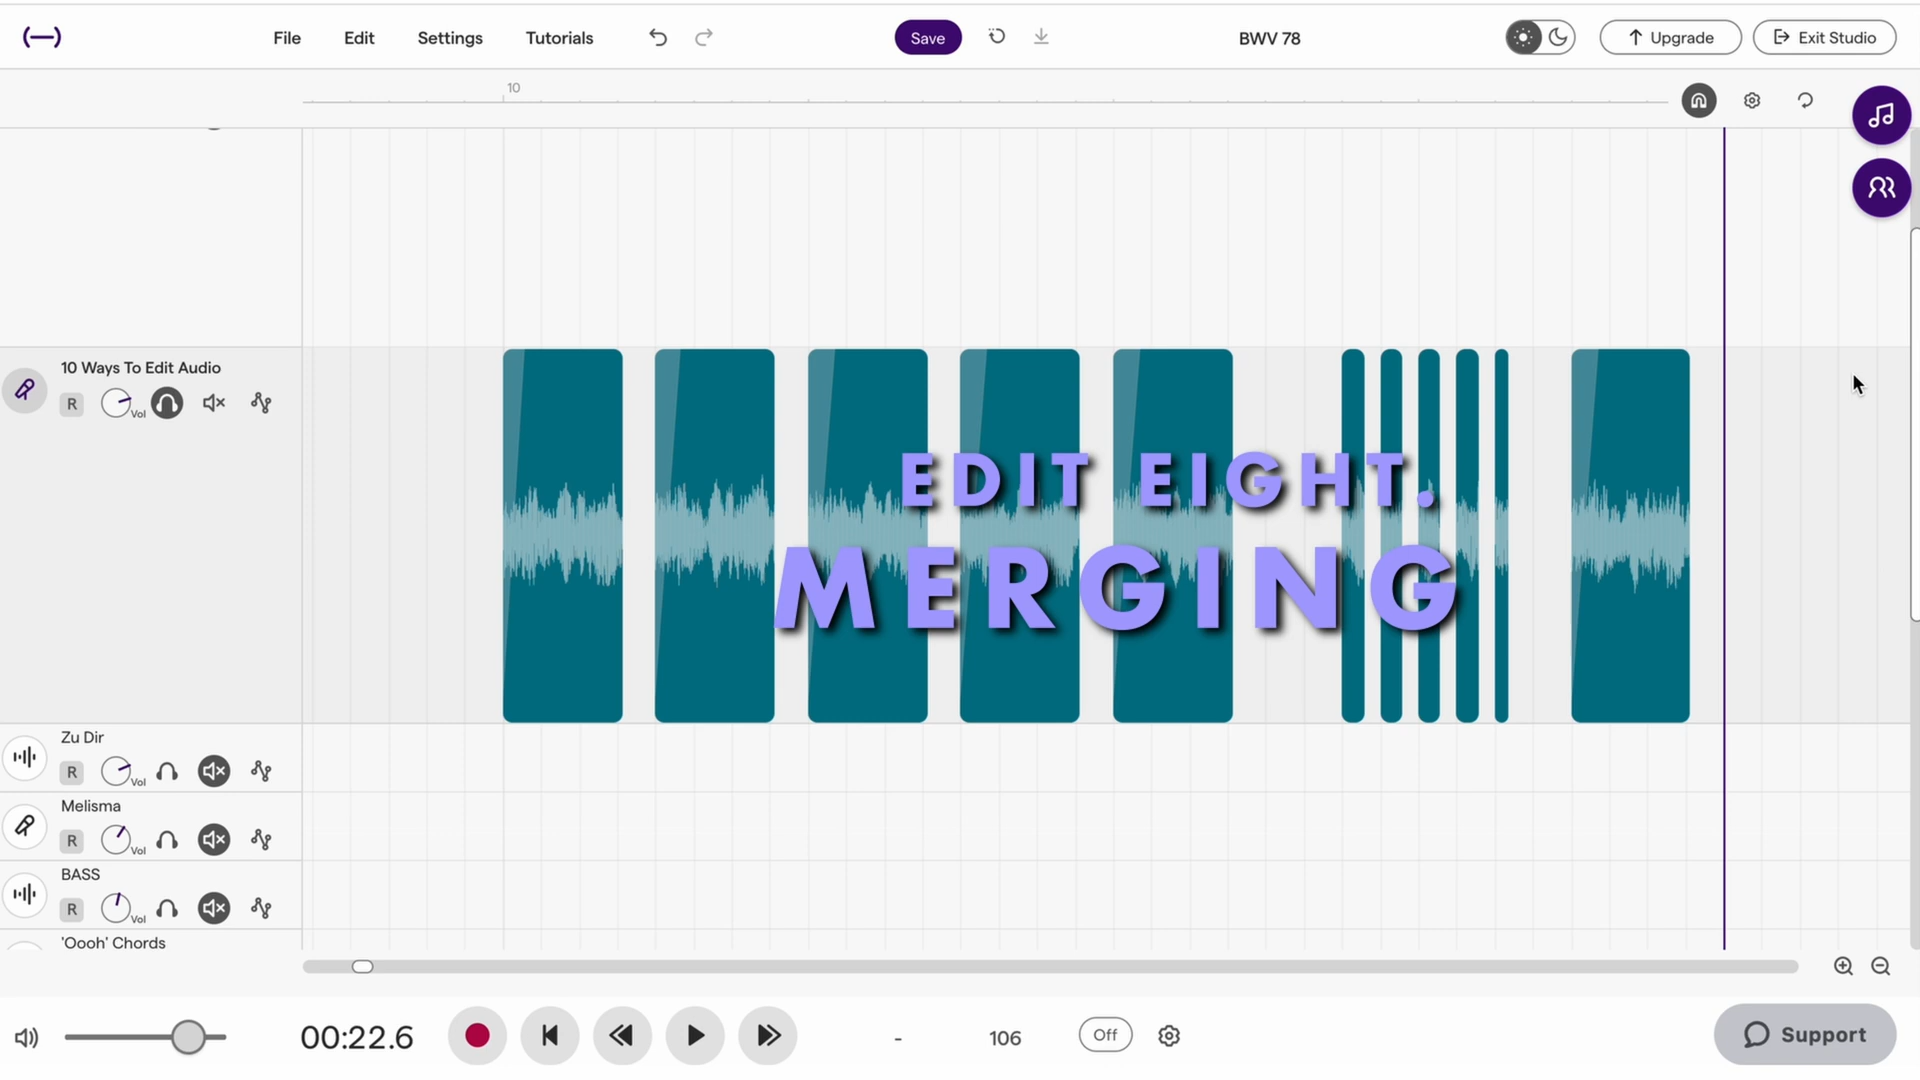 File Edit Settings Tutorials Save BWV 78 Upgrade Exit Studio
10
10 Ways To Edit Audio
R Vol
EDIT EIGHT.
MERGING
Zu Dir
R Vol
Melisma
R Vol
BASS
R Vol
'Oooh' Chords
00:22.6 - 106 Off Support